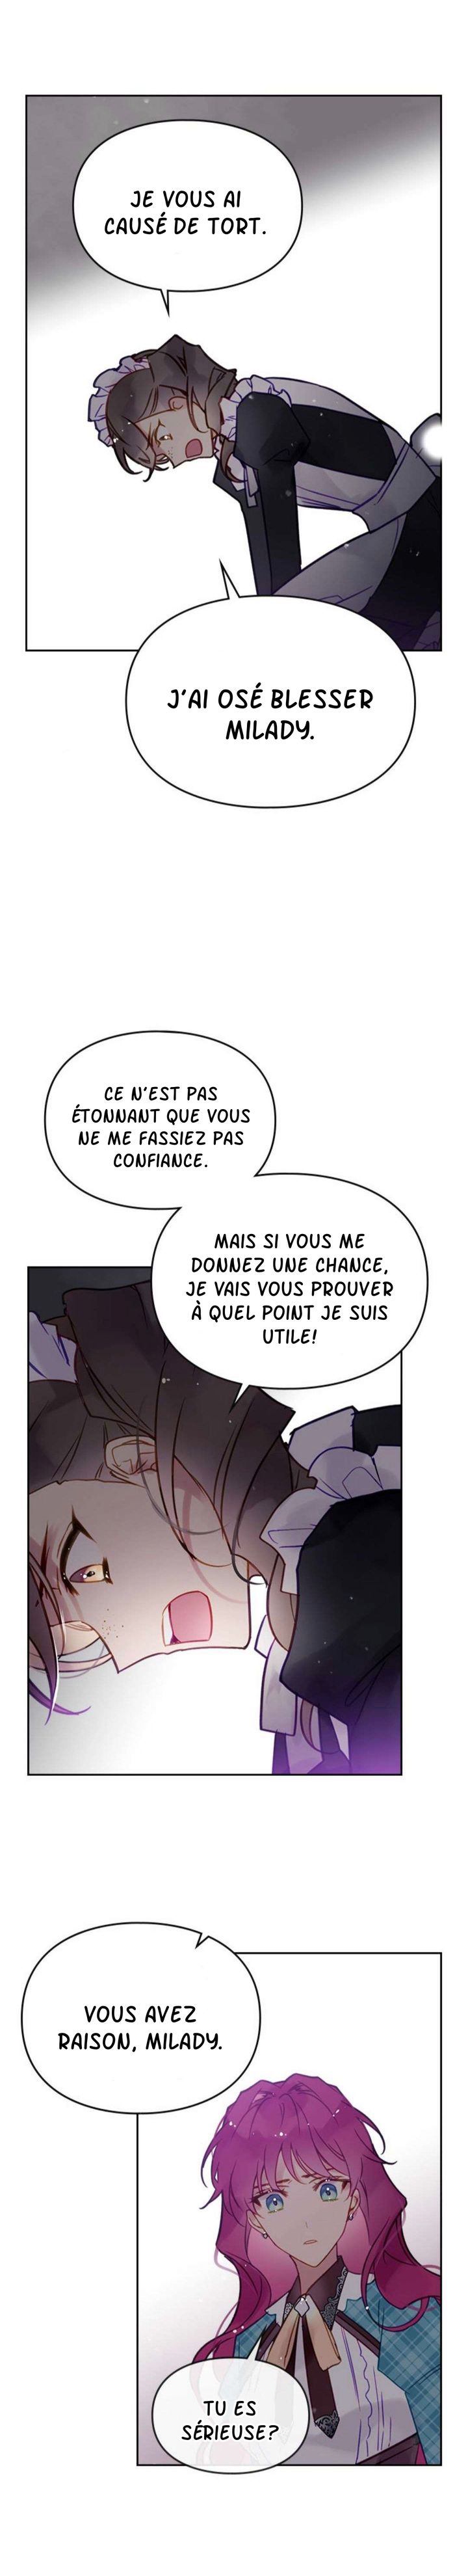 JE VOUS AI
CAUSÉ DE TORT.
J'AI OSÉ BLESSER
MILADY.
CE N'EST PAS
ÉTONNANT QUE VOUS
NE ME FASSIEZ PAS
CONFIANCE.
MAIS SI VOUS ME
DONNEZ UNE CHANCE,
JE VAIS VOUS PROUVER
À QUEL POINT JE SUIS
UTILE!
VOUS AVEZ
RAISON, MILADY.
TU ES
SÉRIEUSE?